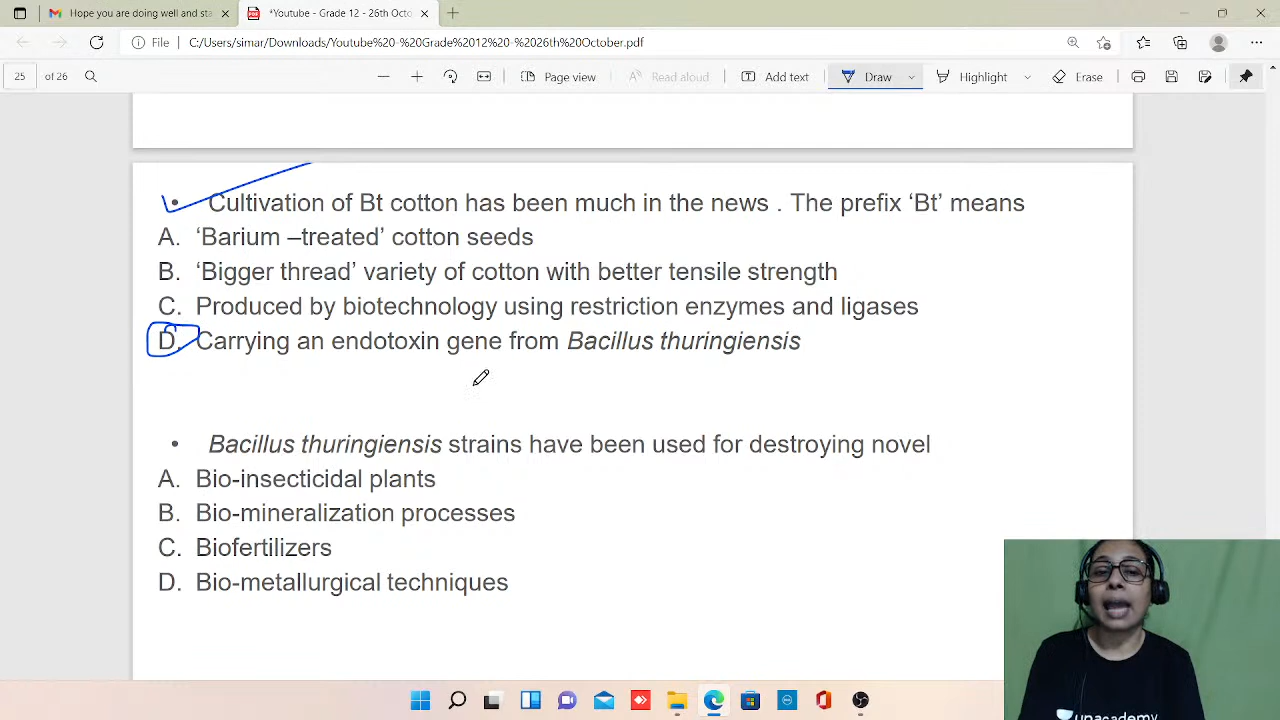 Hope you are doing well and sta
*Youtube - Grade 12 - 26th Octo
File
C:/Users/simar/Downloads/Youtube%20-%20Grade%2012%20-%2026th%20October.pdf
25 of 26
Page view
Read aloud
Add text
Draw
Highlight
Erase
• Cultivation of Bt cotton has been much in the news . The prefix ‘Bt’ means
A. ‘Barium –treated’ cotton seeds
B. ‘Bigger thread’ variety of cotton with better tensile strength
C. Produced by biotechnology using restriction enzymes and ligases
D. Carrying an endotoxin gene from Bacillus thuringiensis
• Bacillus thuringiensis strains have been used for destroying novel
A. Bio-insecticidal plants
B. Bio-mineralization processes
C. Biofertilizers
D. Bio-metallurgical techniques
unacademy